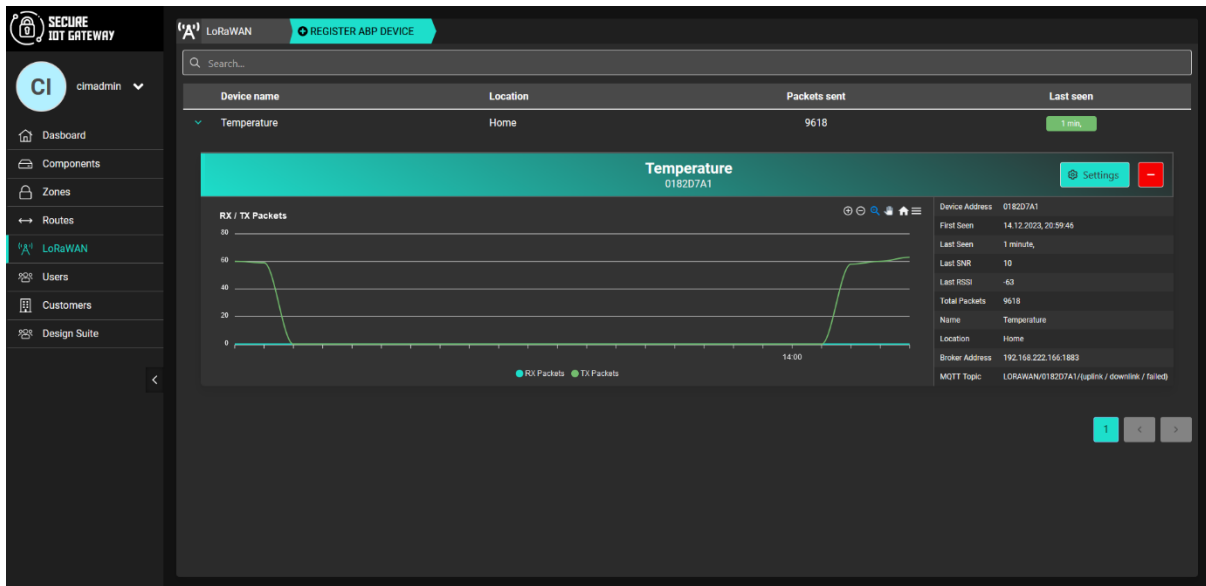 SECURE
IOT GATEWAY
CI
cimadmin
Dasboard
Components
Zones
Routes
LoRaWAN
Users
Customers
Design Suite
LoRaWAN
REGISTER ABP DEVICE
Search...
Device name Location Packets sent Last seen
Temperature Home 9618 1 min,
Temperature
0182D7A1
Settings
RX / TX Packets
80
60
40
20
0
14:00
RX Packets TX Packets
Device Address 0182D7A1
First Seen 14.12.2023, 20:59:46
Last Seen 1 minute,
Last SNR 10
Last RSSI -63
Total Packets 9618
Name Temperature
Location Home
Broker Address 192.168.222.166:1883
MQTT Topic LORAWAN/0182D7A1/(uplink / downlink / failed)
1